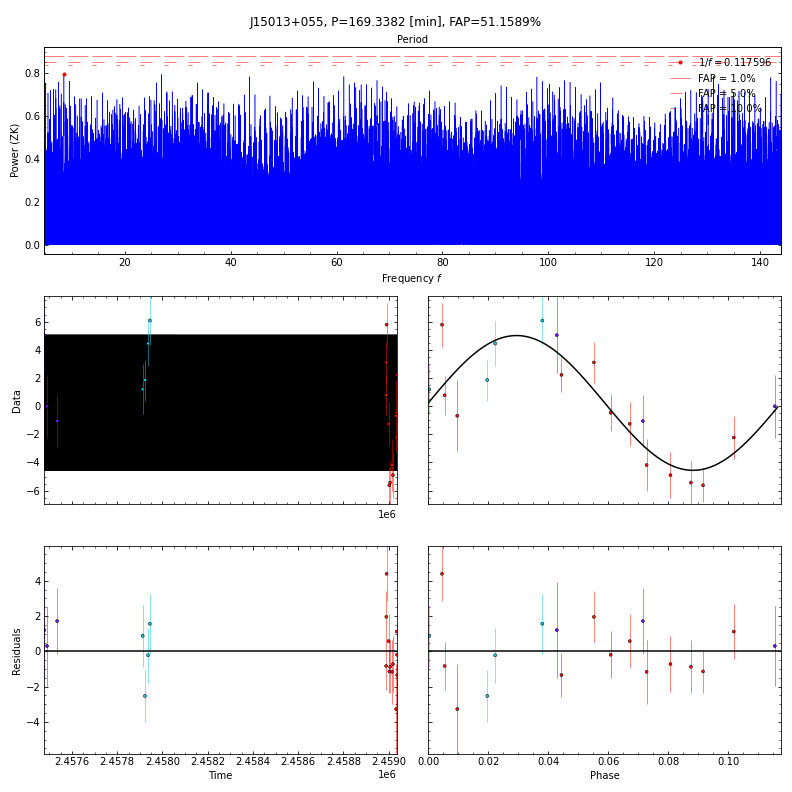 J15013+055, P=169.3382 [min], FAP=51.1589%
Period
1/f = 0.117596
FAP = 1.0%
FAP = 5.0%
FAP = 10.0%
Power (ZK)
0.8
0.6
0.4
0.2
0.0
20 40 60 80 100 120 140
Frequency f
Data
6
4
2
0
−2
−4
−6
1e6
Residuals
4
2
0
−2
−4
2.4576 2.4578 2.4580 2.4582 2.4584 2.4586 2.4588 2.4590
1e6
Time
0.00 0.02 0.04 0.06 0.08 0.10
Phase